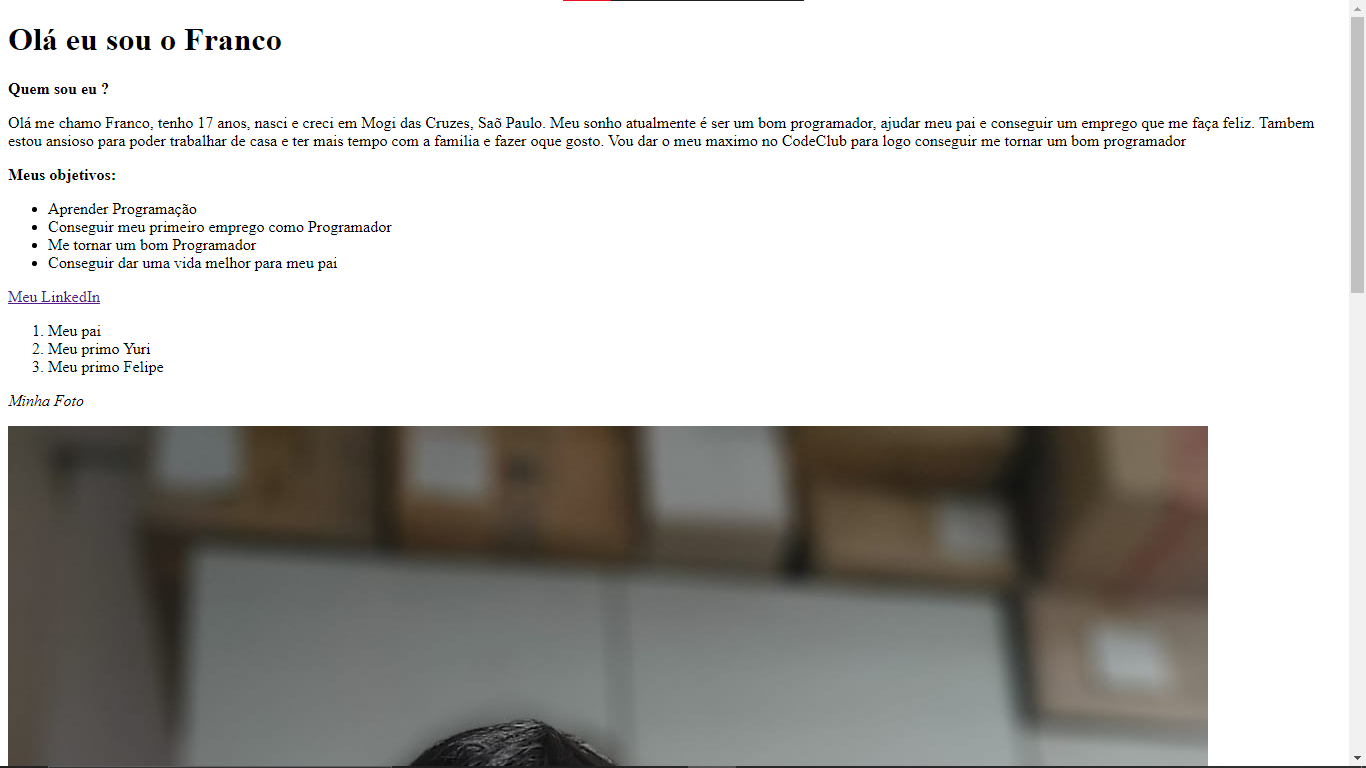 Olá eu sou o Franco
Quem sou eu ?
Olá me chamo Franco, tenho 17 anos, nasci e creci em Mogi das Cruzes, Saõ Paulo. Meu sonho atualmente é ser um bom programador, ajudar meu pai e conseguir um emprego que me faça feliz. Tambem
estou ansioso para poder trabalhar de casa e ter mais tempo com a familia e fazer oque gosto. Vou dar o meu maximo no CodeClub para logo conseguir me tornar um bom programador
Meus objetivos:
• Aprender Programação
• Conseguir meu primeiro emprego como Programador
• Me tornar um bom Programador
• Conseguir dar uma vida melhor para meu pai
Meu LinkedIn
1. Meu pai
2. Meu primo Yuri
3. Meu primo Felipe
Minha Foto